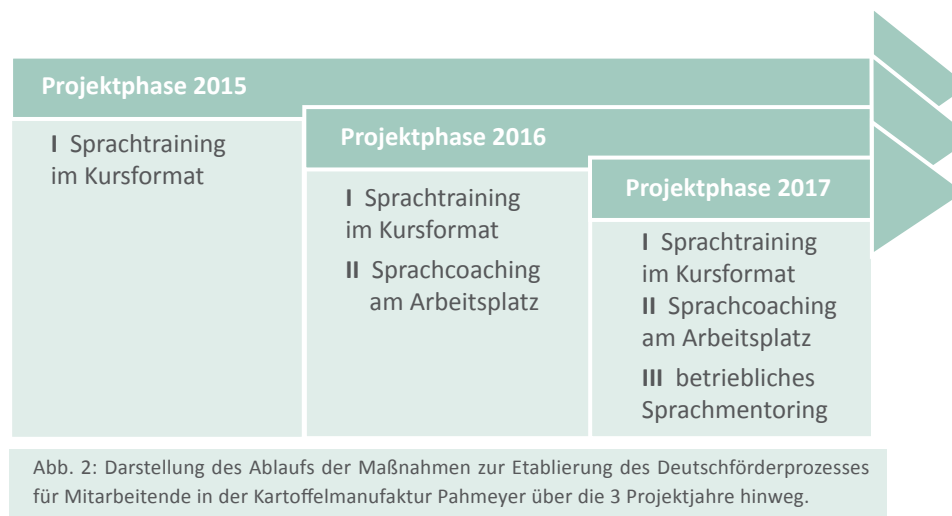 Projektphase 2015
I Sprachtraining
im Kursformat
Projektphase 2016
I Sprachtraining
im Kursformat
II Sprachcoaching
am Arbeitsplatz
Projektphase 2017
I Sprachtraining
im Kursformat
II Sprachcoaching
am Arbeitsplatz
III betriebliches
Sprachmentoring
Abb. 2: Darstellung des Ablaufs der Maßnahmen zur Etablierung des Deutschförderprozesses
für Mitarbeitende in der Kartoffelmanufaktur Pahmeyer über die 3 Projektjahre hinweg.